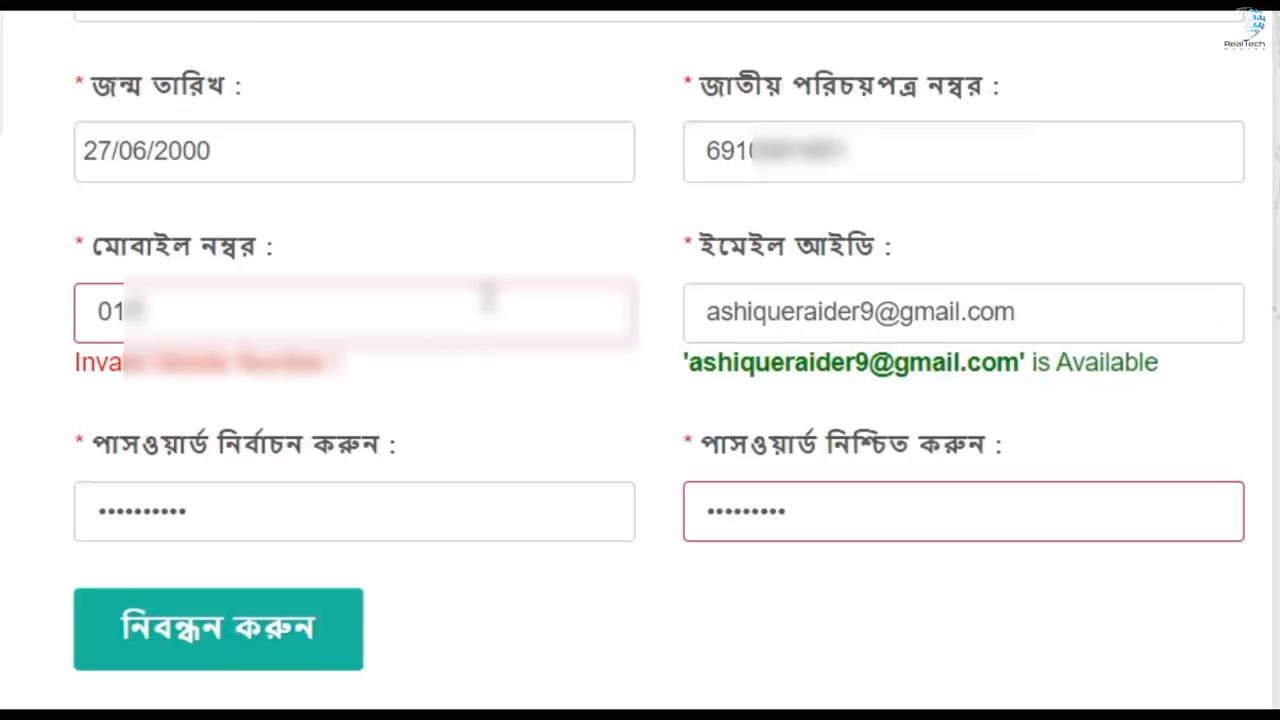 RealTech
* জন্ম তারিখ :
* জাতীয় পরিচয়পত্র নম্বর :
27/06/2000
691
* মোবাইল নম্বর :
* ইমেইল আইডি :
01
ashiqueraider9@gmail.com
'ashiqueraider9@gmail.com' is Available
* পাসওয়ার্ড নির্বাচন করুন :
* পাসওয়ার্ড নিশ্চিত করুন :
••••••••••
•••••••••
নিবন্ধন করুন